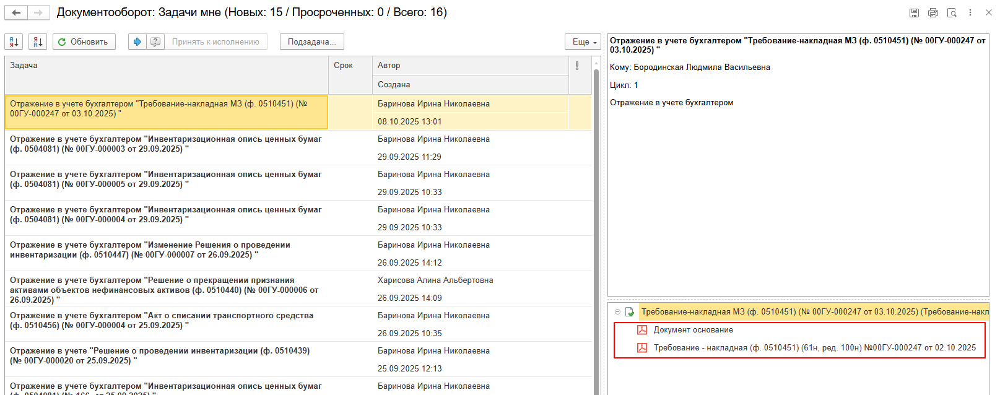 Документооборот: Задачи мне (Новых: 15 / Просроченных: 0 / Всего: 16)
Обновить
Принять к исполнению
Подзадача...
Еще
Задача
Срок
Автор
Создана
Отражение в учете бухгалтером "Требование-накладная МЗ (ф. 0510451) (№
00ГУ-000247 от 03.10.2025) "
Баринова Ирина Николаевна
08.10.2025 13:01
Отражение в учете бухгалтером "Инвентаризационная опись ценных бумаг
(ф. 0504081) (№ 00ГУ-000003 от 29.09.2025) "
Баринова Ирина Николаевна
29.09.2025 11:29
Отражение в учете бухгалтером "Инвентаризационная опись ценных бумаг
(ф. 0504081) (№ 00ГУ-000005 от 29.09.2025) "
Баринова Ирина Николаевна
29.09.2025 10:33
Отражение в учете бухгалтером "Инвентаризационная опись ценных бумаг
(ф. 0504081) (№ 00ГУ-000004 от 29.09.2025) "
Баринова Ирина Николаевна
29.09.2025 10:33
Отражение в учете бухгалтером "Изменение Решения о проведении
инвентаризации (ф. 0510447) (№ 00ГУ-000007 от 26.09.2025) "
Баринова Ирина Николаевна
26.09.2025 14:12
Отражение в учете бухгалтером "Решение о прекращении признания
активами объектов нефинансовых активов (ф. 0510440) (№ 00ГУ-000006 от
26.09.2025) "
Харисова Алина Альбертовна
26.09.2025 14:09
Отражение в учете бухгалтером "Акт о списании транспортного средства
(ф. 0510456) (№ 00ГУ-000004 от 25.09.2025) "
Баринова Ирина Николаевна
26.09.2025 10:35
Отражение в учете "Решение о проведении инвентаризации (ф. 0510439)
(№ 00ГУ-000020 от 25.09.2025) "
Баринова Ирина Николаевна
25.09.2025 12:13
Отражение в учете бухгалтером "Инвентаризационная опись ценных бумаг
(ф. 0504081) (№ 166 от 25.09.2025) "
Баринова Ирина Николаевна
Отражение в учете бухгалтером "Требование-накладная МЗ (ф. 0510451) (№ 00ГУ-000247 от
03.10.2025) "
Кому: Бородинская Людмила Васильевна
Цикл: 1
Отражение в учете бухгалтером
Требование-накладная МЗ (ф. 0510451) (№ 00ГУ-000247 от 03.10.2025) (Требование-накл
Документ основание
Требование - накладная (ф. 0510451) (61н, ред. 100н) №00ГУ-000247 от 02.10.2025